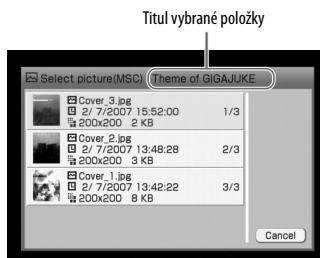 Titul vybrané položky
Select picture(MSC) Theme of GIGAJUKE
Cover_3.jpg
2/ 7/2007 15:52:00 1/3
200x200 2 KB
Cover_2.jpg
2/ 7/2007 13:48:28 2/3
200x200 3 KB
Cover_1.jpg
2/ 7/2007 13:42:22 3/3
200x200 8 KB
Cancel